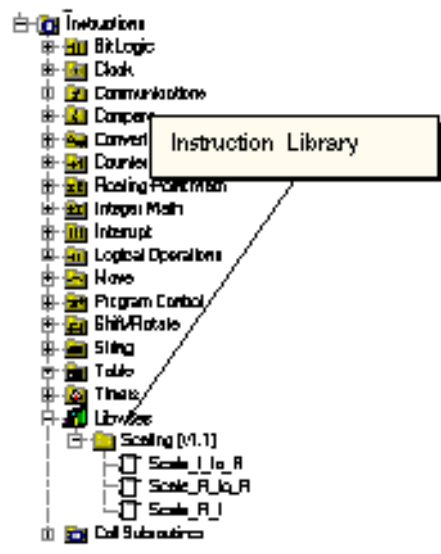 Instructions
Bit Logic
Clock
Communications
Compare
Convert
Instruction Library
Counter
Floating-Point Math
Integer Math
Interrupt
Logical Operations
Move
Program Control
Shift/Rotate
String
Table
Timers
Libraries
Scaling (v1.1)
Scale_I_to_R
Scale_R_to_R
Scale_R_I
Call Subroutines